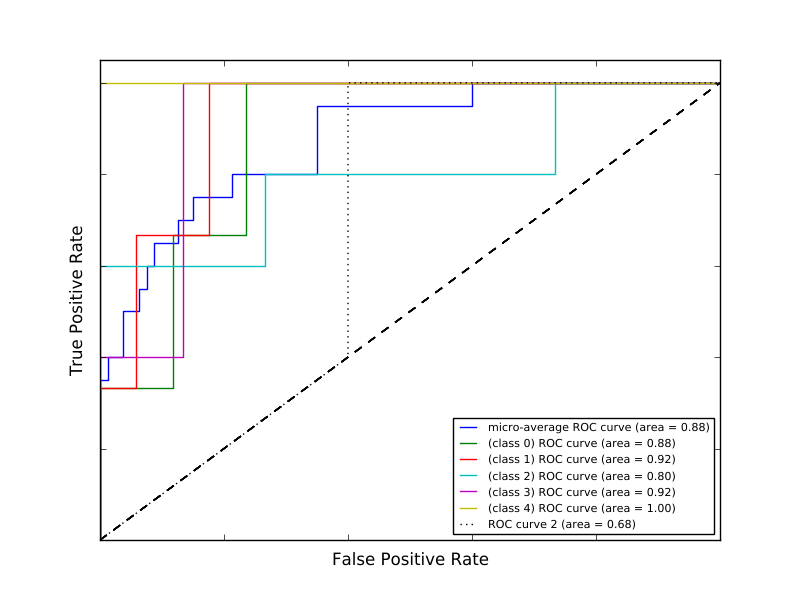 True Positive Rate
micro-average ROC curve (area = 0.88)
(class 0) ROC curve (area = 0.88)
(class 1) ROC curve (area = 0.92)
(class 2) ROC curve (area = 0.80)
(class 3) ROC curve (area = 0.92)
(class 4) ROC curve (area = 1.00)
ROC curve 2 (area = 0.68)
False Positive Rate